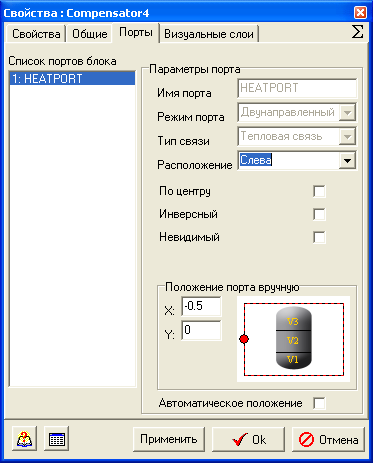 Свойства : Compensator4
Свойства Общие Порты Визуальные слои Σ
Список портов блока
1: HEATPORT
Параметры порта
Имя порта HEATPORT
Режим порта Двунаправленный
Тип связи Тепловая связь
Расположение Слева
По центру
Инверсный
Невидимый
Положение порта вручную
X: -0.5
Y: 0
V3
V2
V1
Автоматическое положение
Применить Ok Отмена